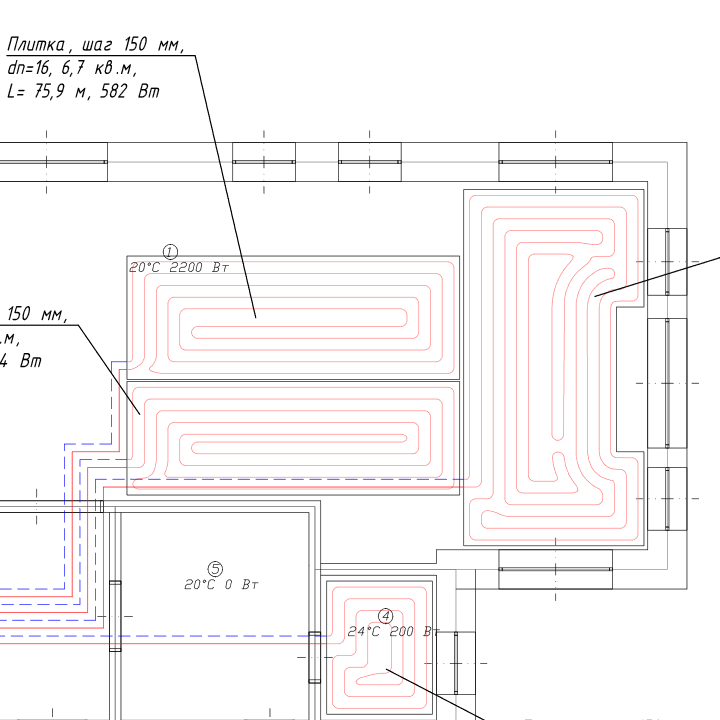 Плитка, шаг 150 мм,
dn=16, 6,7 кв.м,
L= 75,9 м, 582 Вт
1
20°C 2200 Вт
150 мм,
.м,
4 Вт
5
20°C 0 Вт
4
24°C 200 Вт